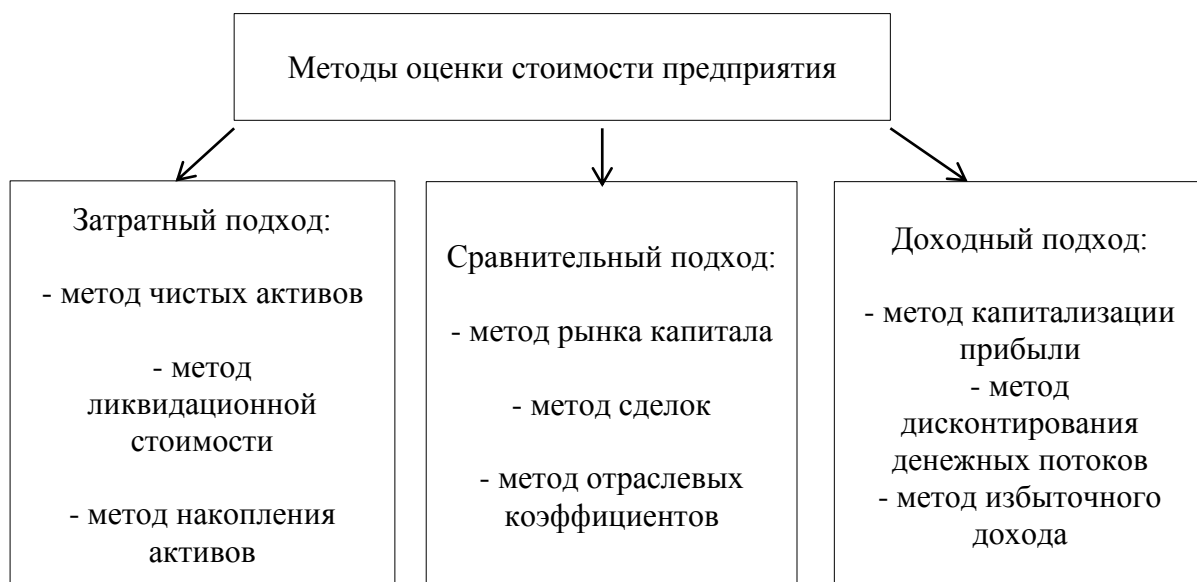 Методы оценки стоимости предприятия
Затратный подход:
- метод чистых активов
- метод
ликвидационной
стоимости
- метод накопления
активов
Сравнительный подход:
- метод рынка капитала
- метод сделок
- метод отраслевых
коэффициентов
Доходный подход:
- метод капитализации
прибыли
- метод
дисконтирования
денежных потоков
- метод избыточного
дохода